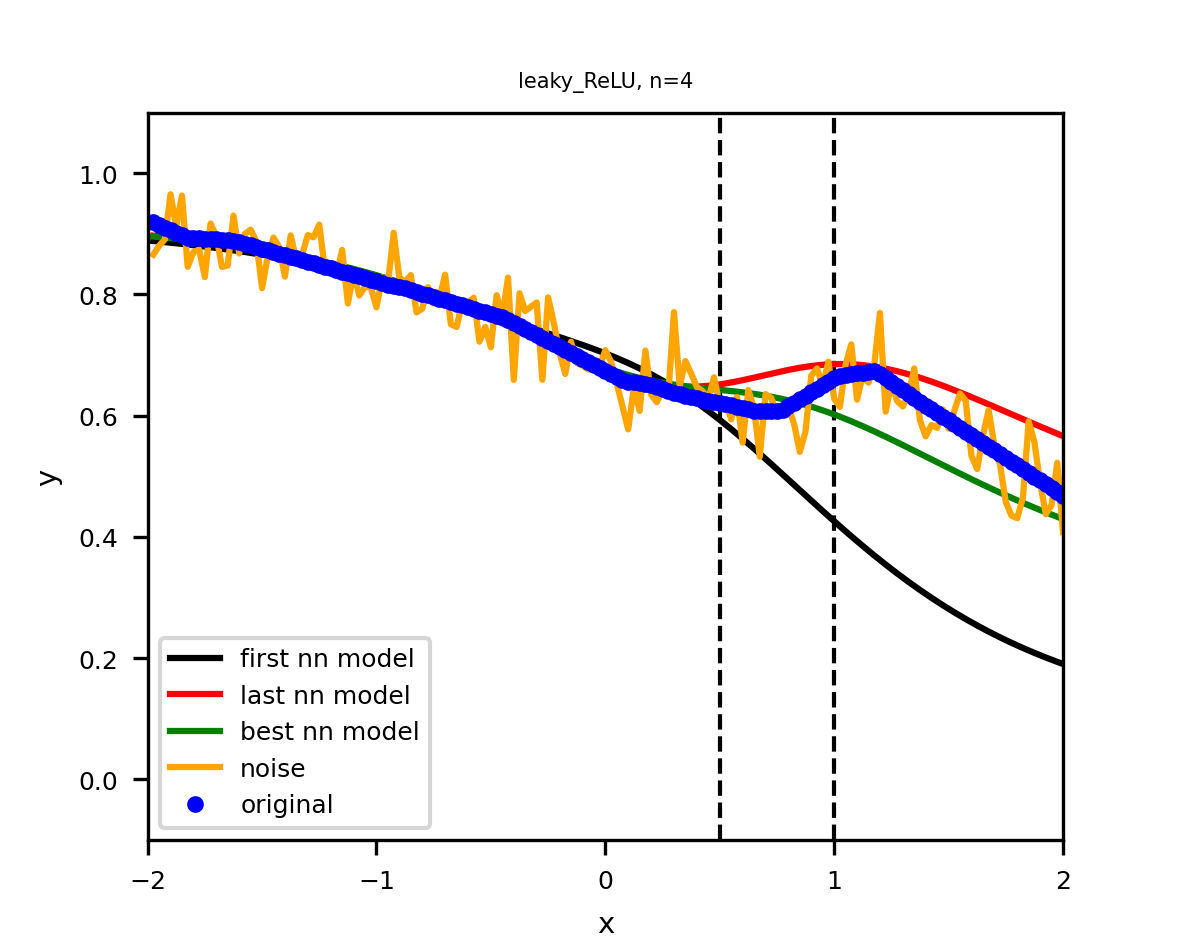 leaky_ReLU, n=4
1.0
0.8
0.6
0.4
0.2
0.0
y
first nn model
last nn model
best nn model
noise
original
−2
−1
0
1
2
x